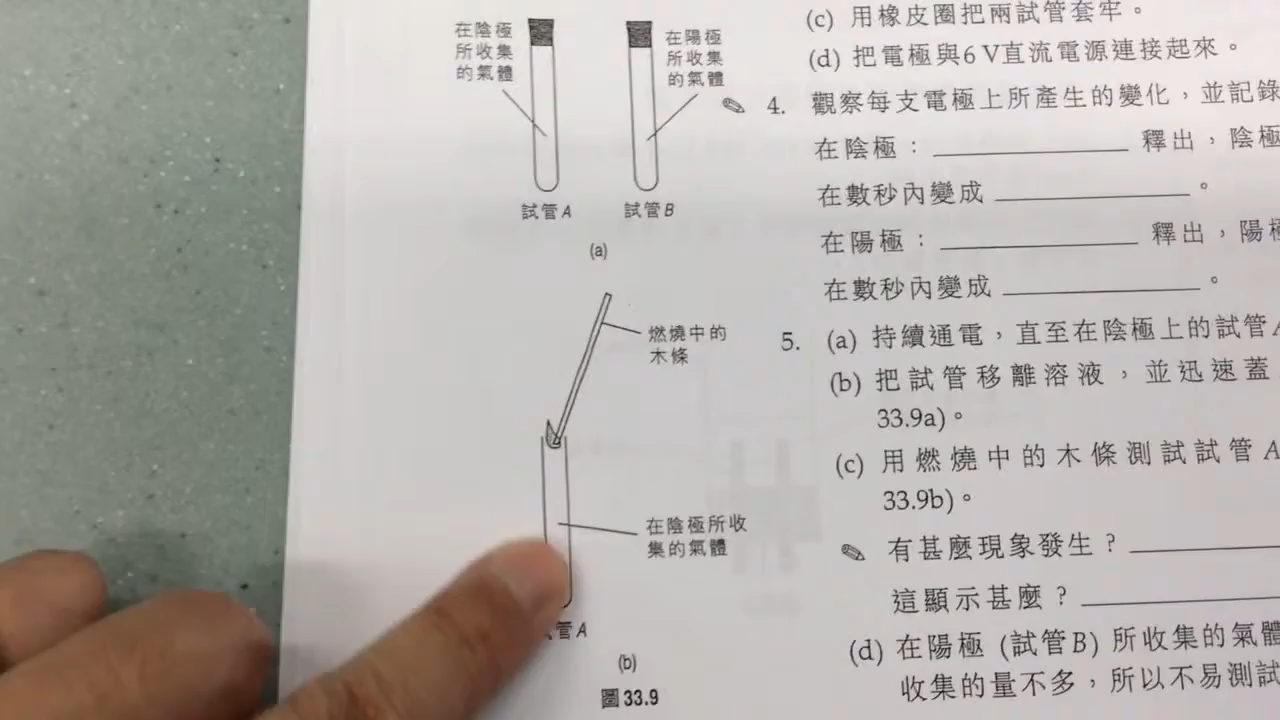 在陰極
所收集
的氣體
在陽極
所收集
的氣體
試管A
試管B
(a)
燃燒中的
木條
在陰極所收
集的氣體
管A
(b)
圖33.9
(c) 用橡皮圈把兩試管套牢。
(d) 把電極與6 V直流電源連接起來。
4. 觀察每支電極上所產生的變化，並記錄
在陰極：__________ 釋出，陰極
在數秒內變成 __________。
在陽極：__________ 釋出，陽極
在數秒內變成 __________。
5. (a) 持續通電，直至在陰極上的試管A
(b) 把試管移離溶液，並迅速蓋
33.9a)。
(c) 用燃燒中的木條測試試管A
33.9b)。
有甚麼現象發生？__________
這顯示甚麼？__________
(d) 在陽極 (試管B) 所收集的氣體
收集的量不多，所以不易測試